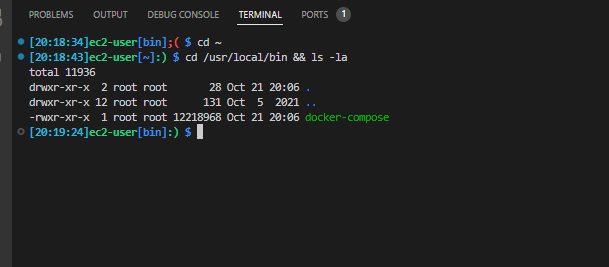 PROBLEMS OUTPUT DEBUG CONSOLE TERMINAL PORTS 1
[20:18:34]ec2-user[bin];( $ cd ~
[20:18:43]ec2-user[~]:) $ cd /usr/local/bin && ls -la
total 11936
drwxr-xr-x  2 root root       28 Oct 21 20:06 .
drwxr-xr-x 12 root root      131 Oct  5  2021 ..
-rwxr-xr-x  1 root root 12218968 Oct 21 20:06 docker-compose
[20:19:24]ec2-user[bin]:) $